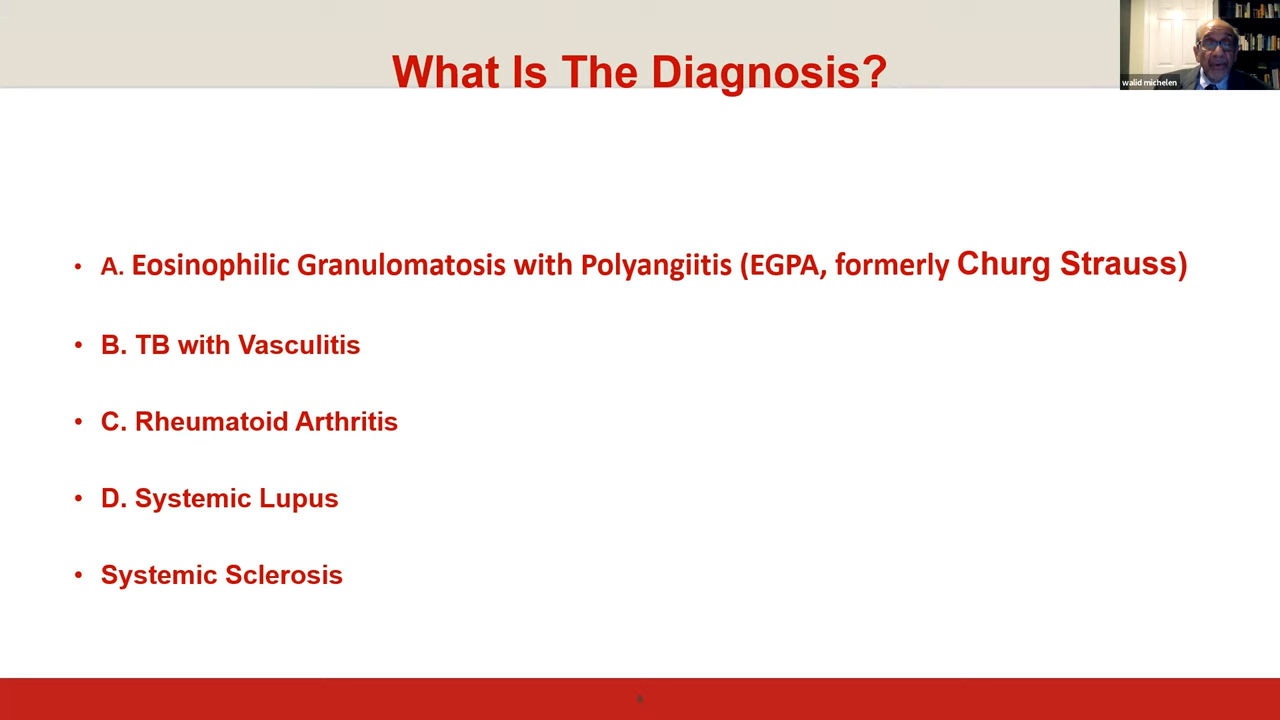 What Is The Diagnosis?
walid michelen
• A. Eosinophilic Granulomatosis with Polyangiitis (EGPA, formerly Churg Strauss)
• B. TB with Vasculitis
• C. Rheumatoid Arthritis
• D. Systemic Lupus
• Systemic Sclerosis